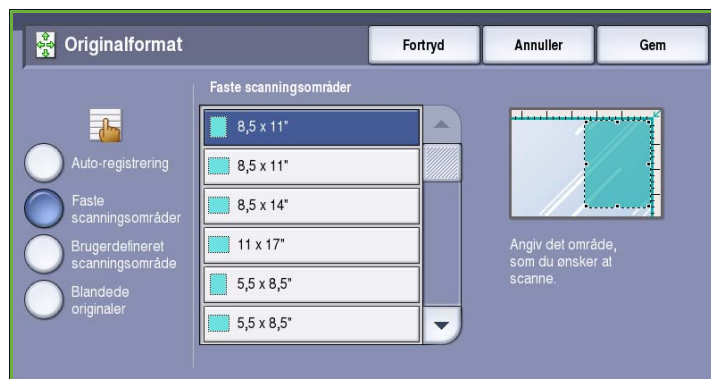 Originalformat
Fortryd
Annuller
Gem
Faste scanningsområder
Auto-registrering
Faste
scanningsområder
Brugerdefineret
scanningsområde
Blandede
originaler
8,5 x 11"
8,5 x 11"
8,5 x 14"
11 x 17"
5,5 x 8,5"
5,5 x 8,5"
Angiv det område,
som du ønsker at
scanne.